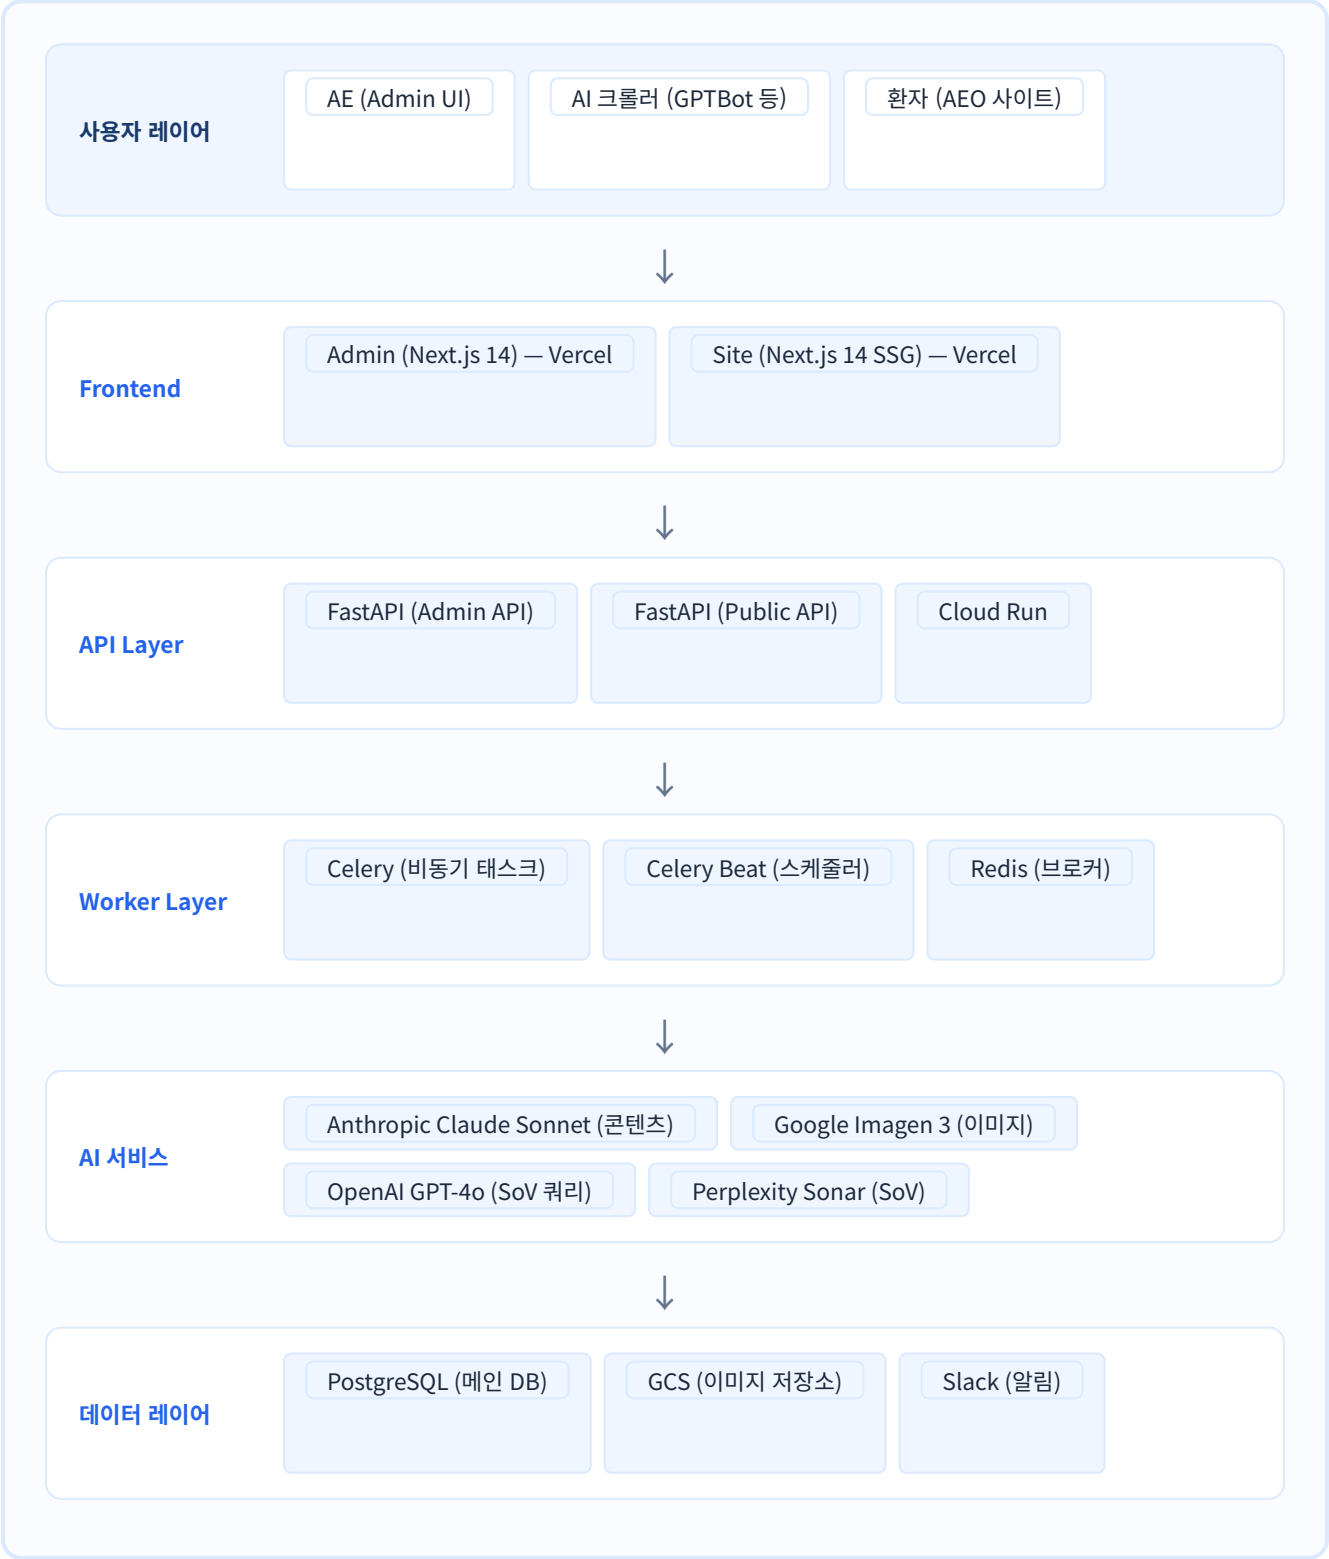 사용자 레이어
AE (Admin UI)
AI 크롤러 (GPTBot 등)
환자 (AEO 사이트)
↓
Frontend
Admin (Next.js 14) — Vercel
Site (Next.js 14 SSG) — Vercel
↓
API Layer
FastAPI (Admin API)
FastAPI (Public API)
Cloud Run
↓
Worker Layer
Celery (비동기 태스크)
Celery Beat (스케줄러)
Redis (브로커)
↓
AI 서비스
Anthropic Claude Sonnet (콘텐츠)
Google Imagen 3 (이미지)
OpenAI GPT-4o (SoV 쿼리)
Perplexity Sonar (SoV)
↓
데이터 레이어
PostgreSQL (메인 DB)
GCS (이미지 저장소)
Slack (알림)